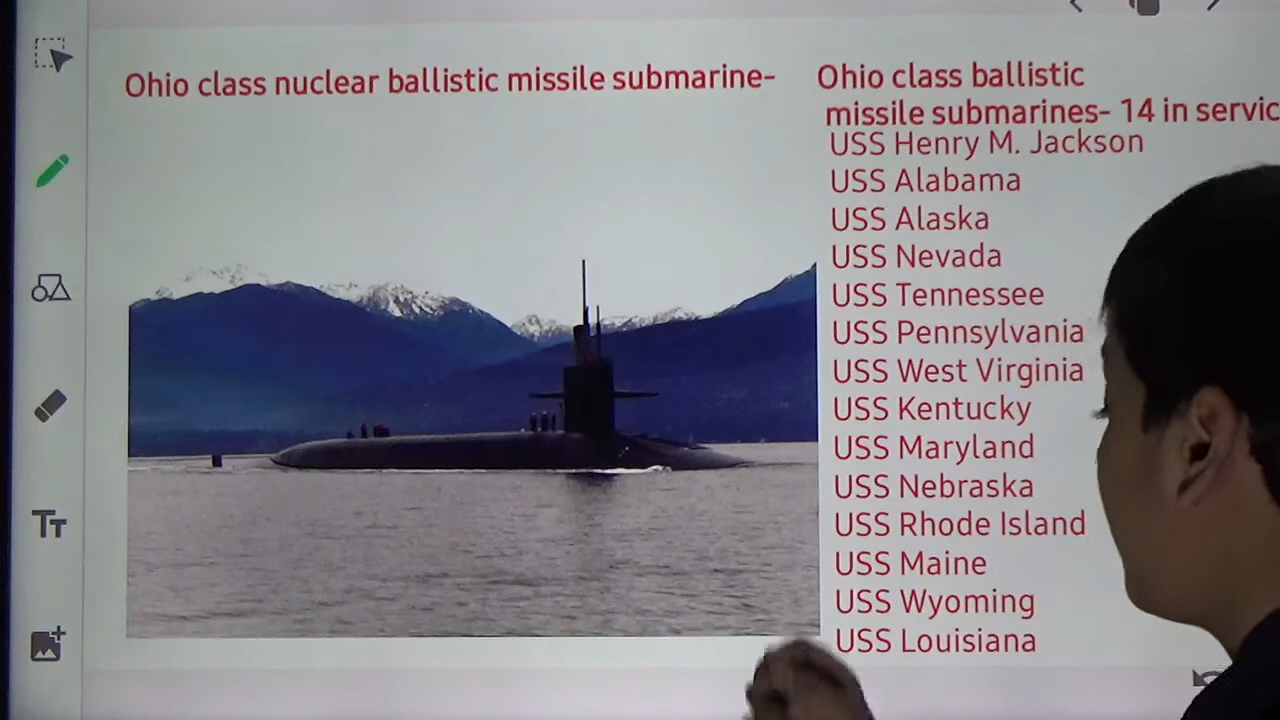 Ohio class nuclear ballistic missile submarine-
Ohio class ballistic
missile submarines- 14 in servic
USS Henry M. Jackson
USS Alabama
USS Alaska
USS Nevada
USS Tennessee
USS Pennsylvania
USS West Virginia
USS Kentucky
USS Maryland
USS Nebraska
USS Rhode Island
USS Maine
USS Wyoming
USS Louisiana
TT